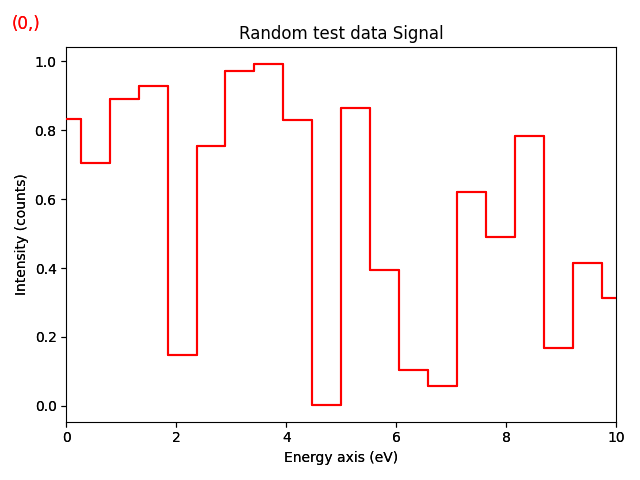 (0,)
Random test data Signal
Intensity (counts)
1.0
0.8
0.6
0.4
0.2
0.0
0 2 4 6 8 10
Energy axis (eV)